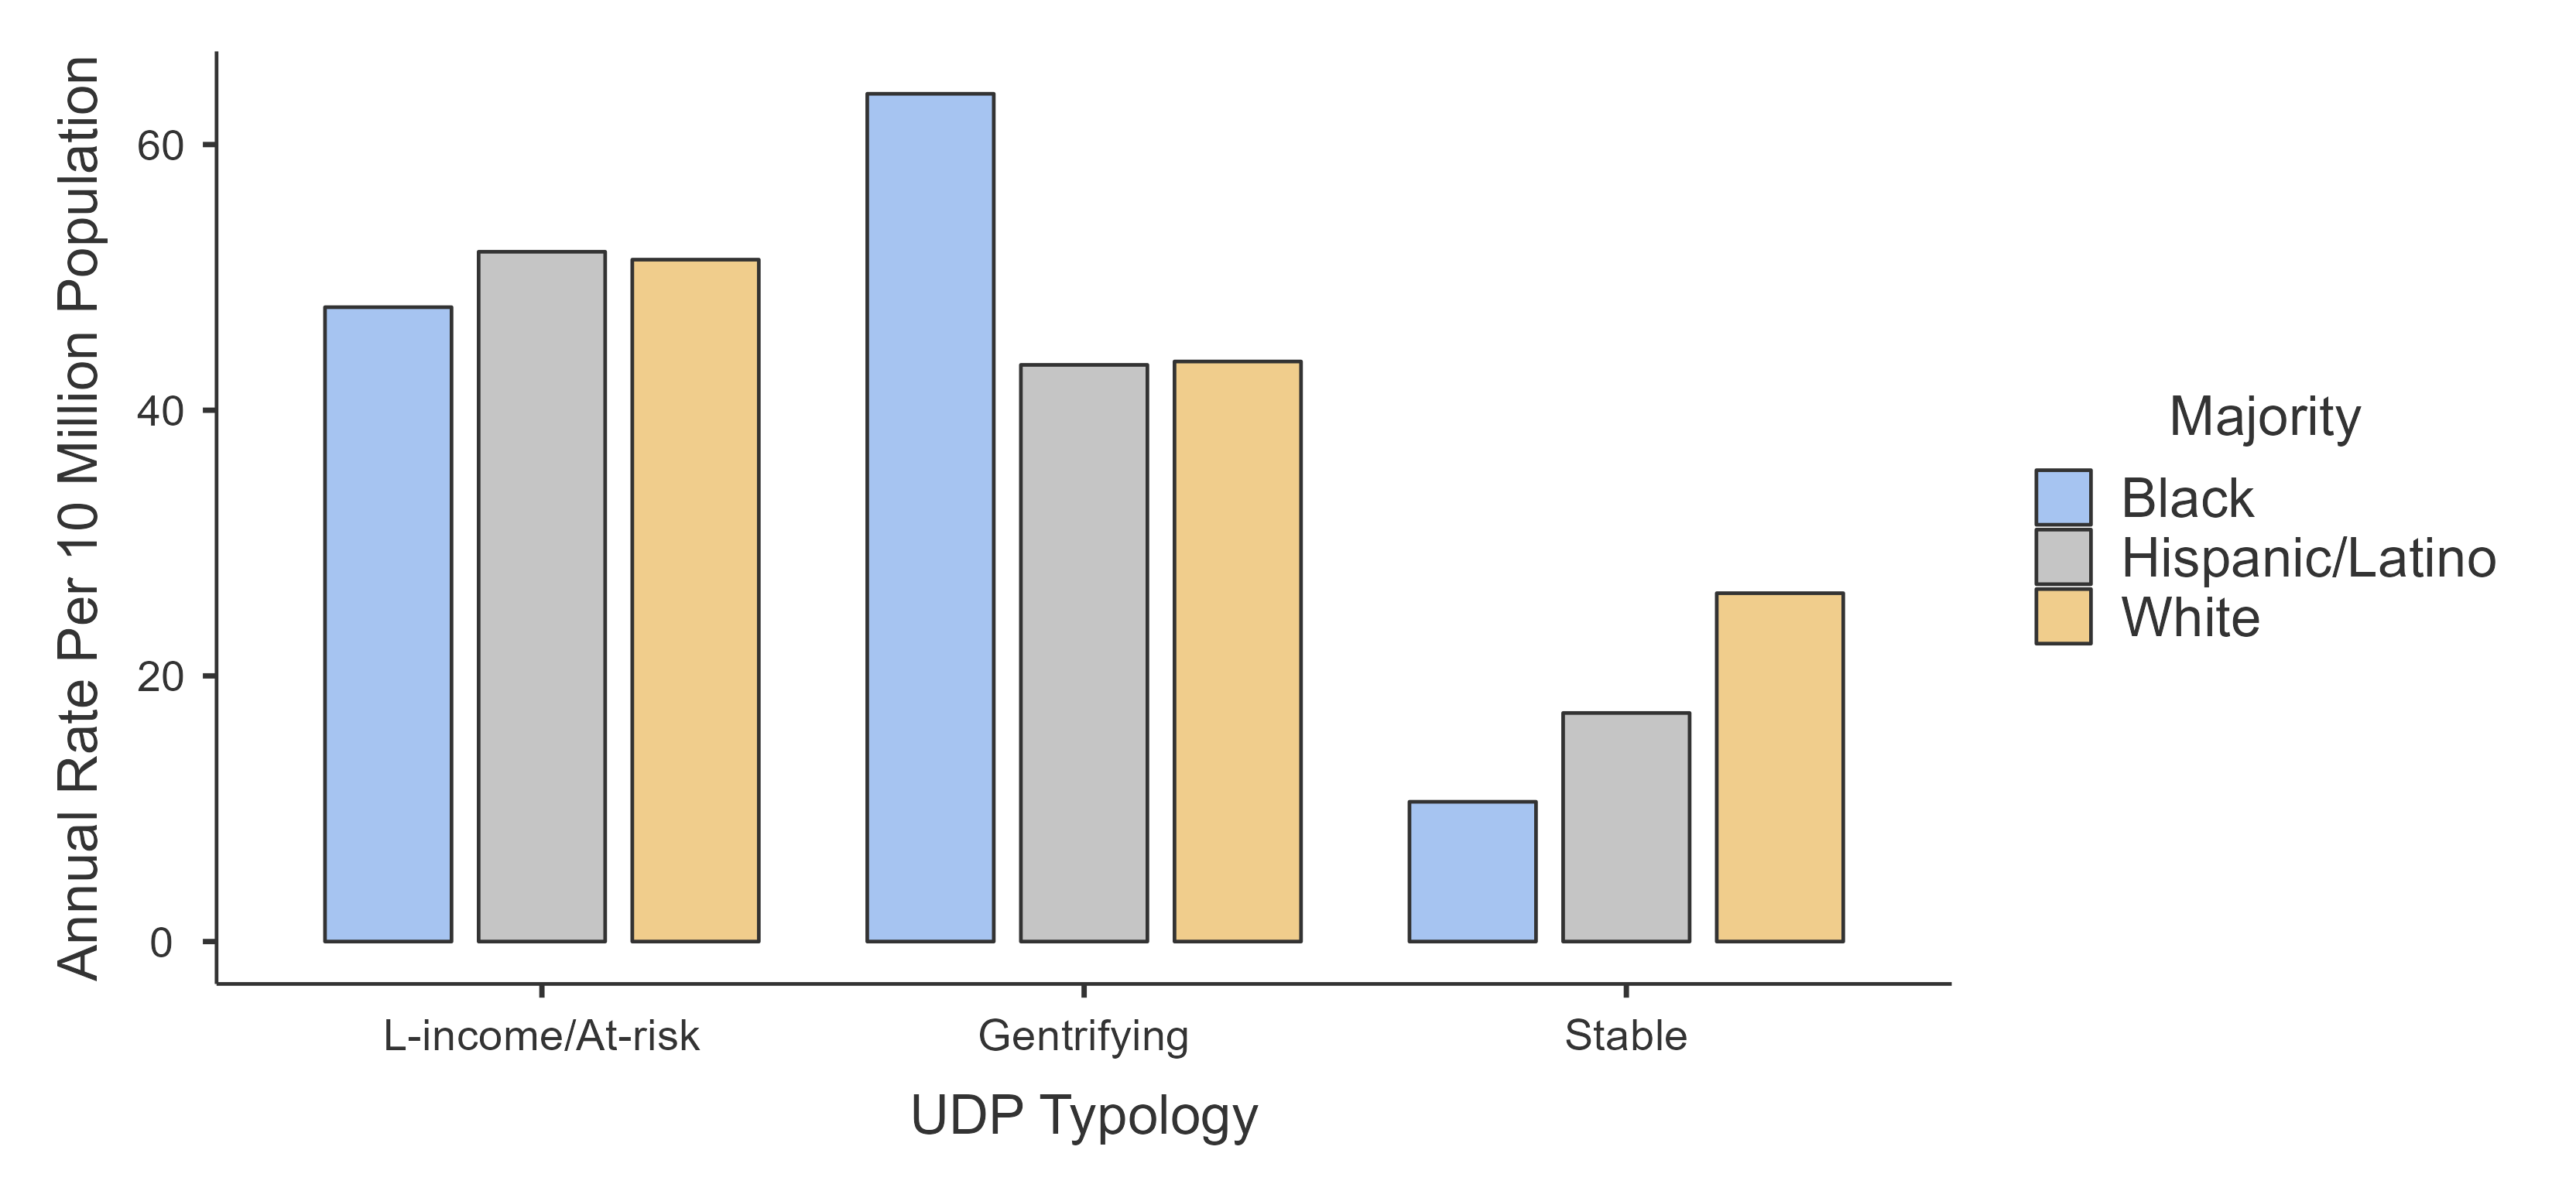 Annual Rate Per 10 Million Population
60
40
20
0
L-income/At-risk
Gentrifying
Stable
UDP Typology
Majority
Black
Hispanic/Latino
White